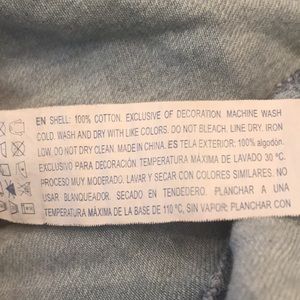 EN SHELL: 100% COTTON. EXCLUSIVE OF DECORATION. MACHINE WASH
COLD. WASH AND DRY WITH LIKE COLORS. DO NOT BLEACH. LINE DRY. IRON
LOW. DO NOT DRY CLEAN. ES TELA EXTERIOR: 100% algodón.
EXCLUSIVO PARA DECORACIÓN TEMPERATURA MÁXIMA DE LAVADO 30 ºC.
PROCESO MUY MODERADO. LAVAR Y SECAR CON COLORES SIMILARES. NO
USAR BLANQUEADOR. SECADO EN TENDEDERO. PLANCHAR A UNA
TEMPERATURA MÁXIMA DE LA BASE DE 110 ºC, SIN VAPOR; PLANCHAR CON